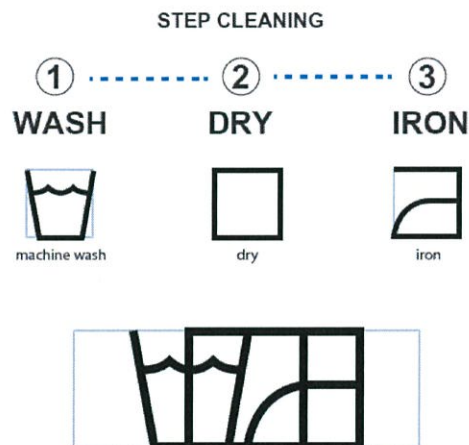 STEP CLEANING
1 2 3
WASH DRY IRON
machine wash dry iron